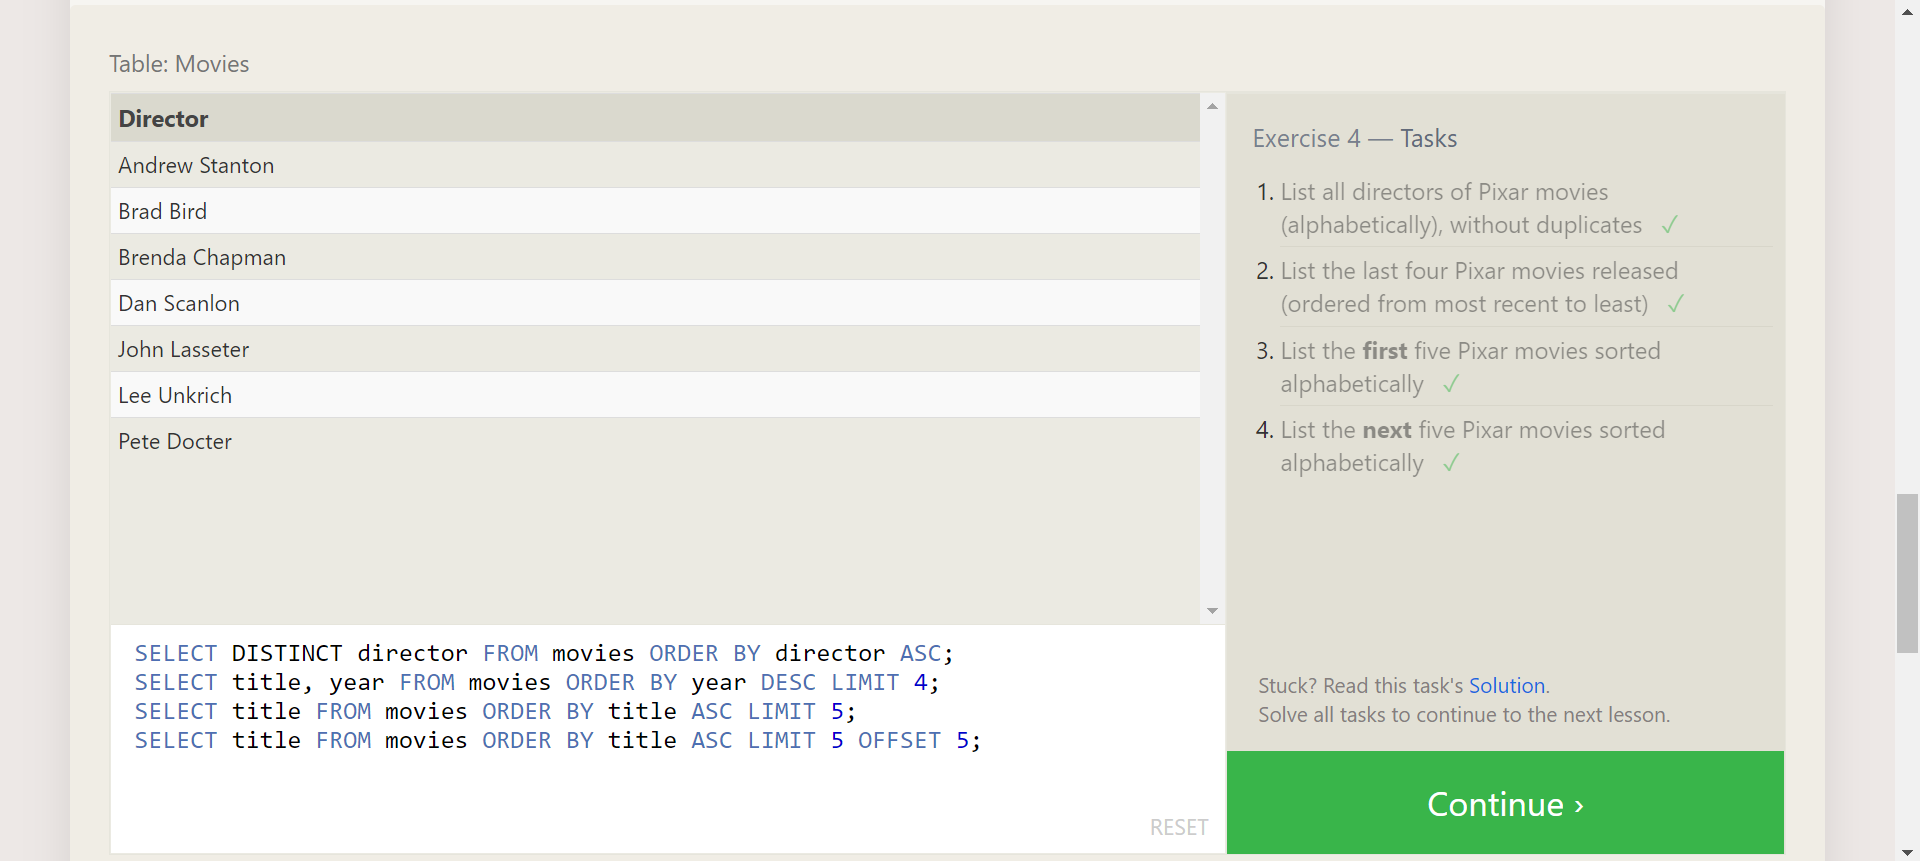 Table: Movies
Director
Andrew Stanton
Brad Bird
Brenda Chapman
Dan Scanlon
John Lasseter
Lee Unkrich
Pete Docter
SELECT DISTINCT director FROM movies ORDER BY director ASC;
SELECT title, year FROM movies ORDER BY year DESC LIMIT 4;
SELECT title FROM movies ORDER BY title ASC LIMIT 5;
SELECT title FROM movies ORDER BY title ASC LIMIT 5 OFFSET 5;
RESET
Exercise 4 — Tasks
1. List all directors of Pixar movies
(alphabetically), without duplicates ✓
2. List the last four Pixar movies released
(ordered from most recent to least) ✓
3. List the first five Pixar movies sorted
alphabetically ✓
4. List the next five Pixar movies sorted
alphabetically ✓
Stuck? Read this task's Solution.
Solve all tasks to continue to the next lesson.
Continue ›